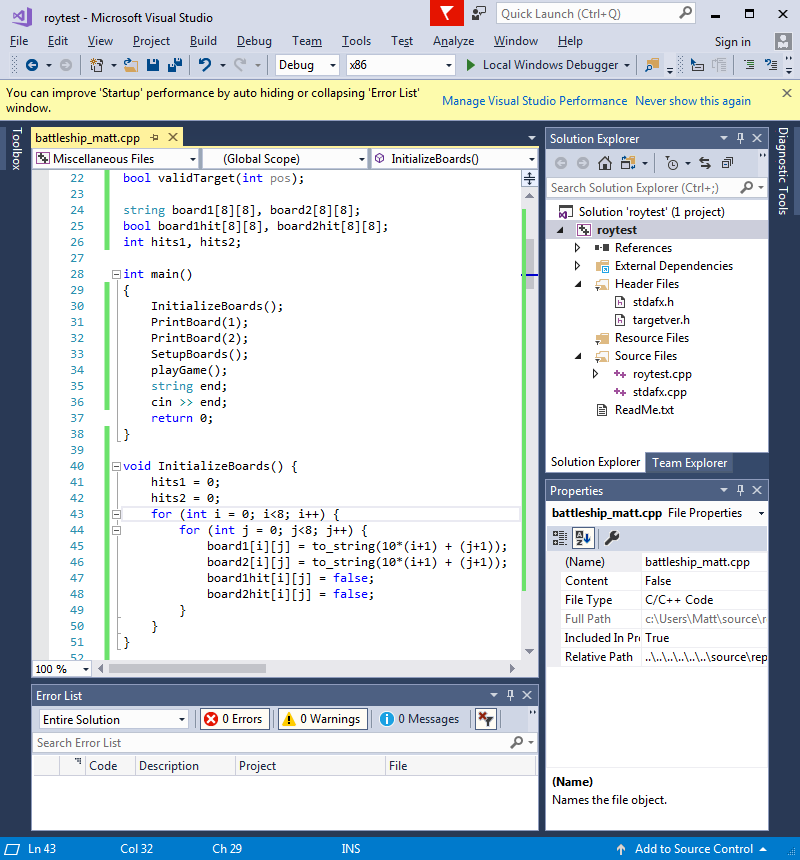 roytest - Microsoft Visual Studio
Quick Launch (Ctrl+Q)
File Edit View Project Build Debug Team Tools Test Analyze Window Help Sign in
Debug x86 Local Windows Debugger
You can improve 'Startup' performance by auto hiding or collapsing 'Error List'
window.
Manage Visual Studio Performance Never show this again
Toolbox
battleship_matt.cpp
Miscellaneous Files (Global Scope) InitializeBoards()
22 bool validTarget(int pos);
23
24 string board1[8][8], board2[8][8];
25 bool board1hit[8][8], board2hit[8][8];
26 int hits1, hits2;
27
28 int main()
29 {
30 InitializeBoards();
31 PrintBoard(1);
32 PrintBoard(2);
33 SetupBoards();
34 playGame();
35 string end;
36 cin >> end;
37 return 0;
38 }
39
40 void InitializeBoards() {
41 hits1 = 0;
42 hits2 = 0;
43 for (int i = 0; i<8; i++) {
44 for (int j = 0; j<8; j++) {
45 board1[i][j] = to_string(10*(i+1) + (j+1));
46 board2[i][j] = to_string(10*(i+1) + (j+1));
47 board1hit[i][j] = false;
48 board2hit[i][j] = false;
49 }
50 }
51 }
52
100 %
Error List
Entire Solution 0 Errors 0 Warnings 0 Messages
Search Error List
Code Description Project File
Solution Explorer
Search Solution Explorer (Ctrl+;)
Solution 'roytest' (1 project)
roytest
References
External Dependencies
Header Files
stdafx.h
targetver.h
Resource Files
Source Files
roytest.cpp
stdafx.cpp
ReadMe.txt
Solution Explorer Team Explorer
Properties
battleship_matt.cpp File Properties
(Name) battleship_matt.cpp
Content False
File Type C/C++ Code
Full Path c:\Users\Matt\source\r
Included In Pr True
Relative Path ..\..\..\..\..\..\source\rep
(Name)
Names the file object.
Diagnostic Tools
Ln 43 Col 32 Ch 29 INS Add to Source Control